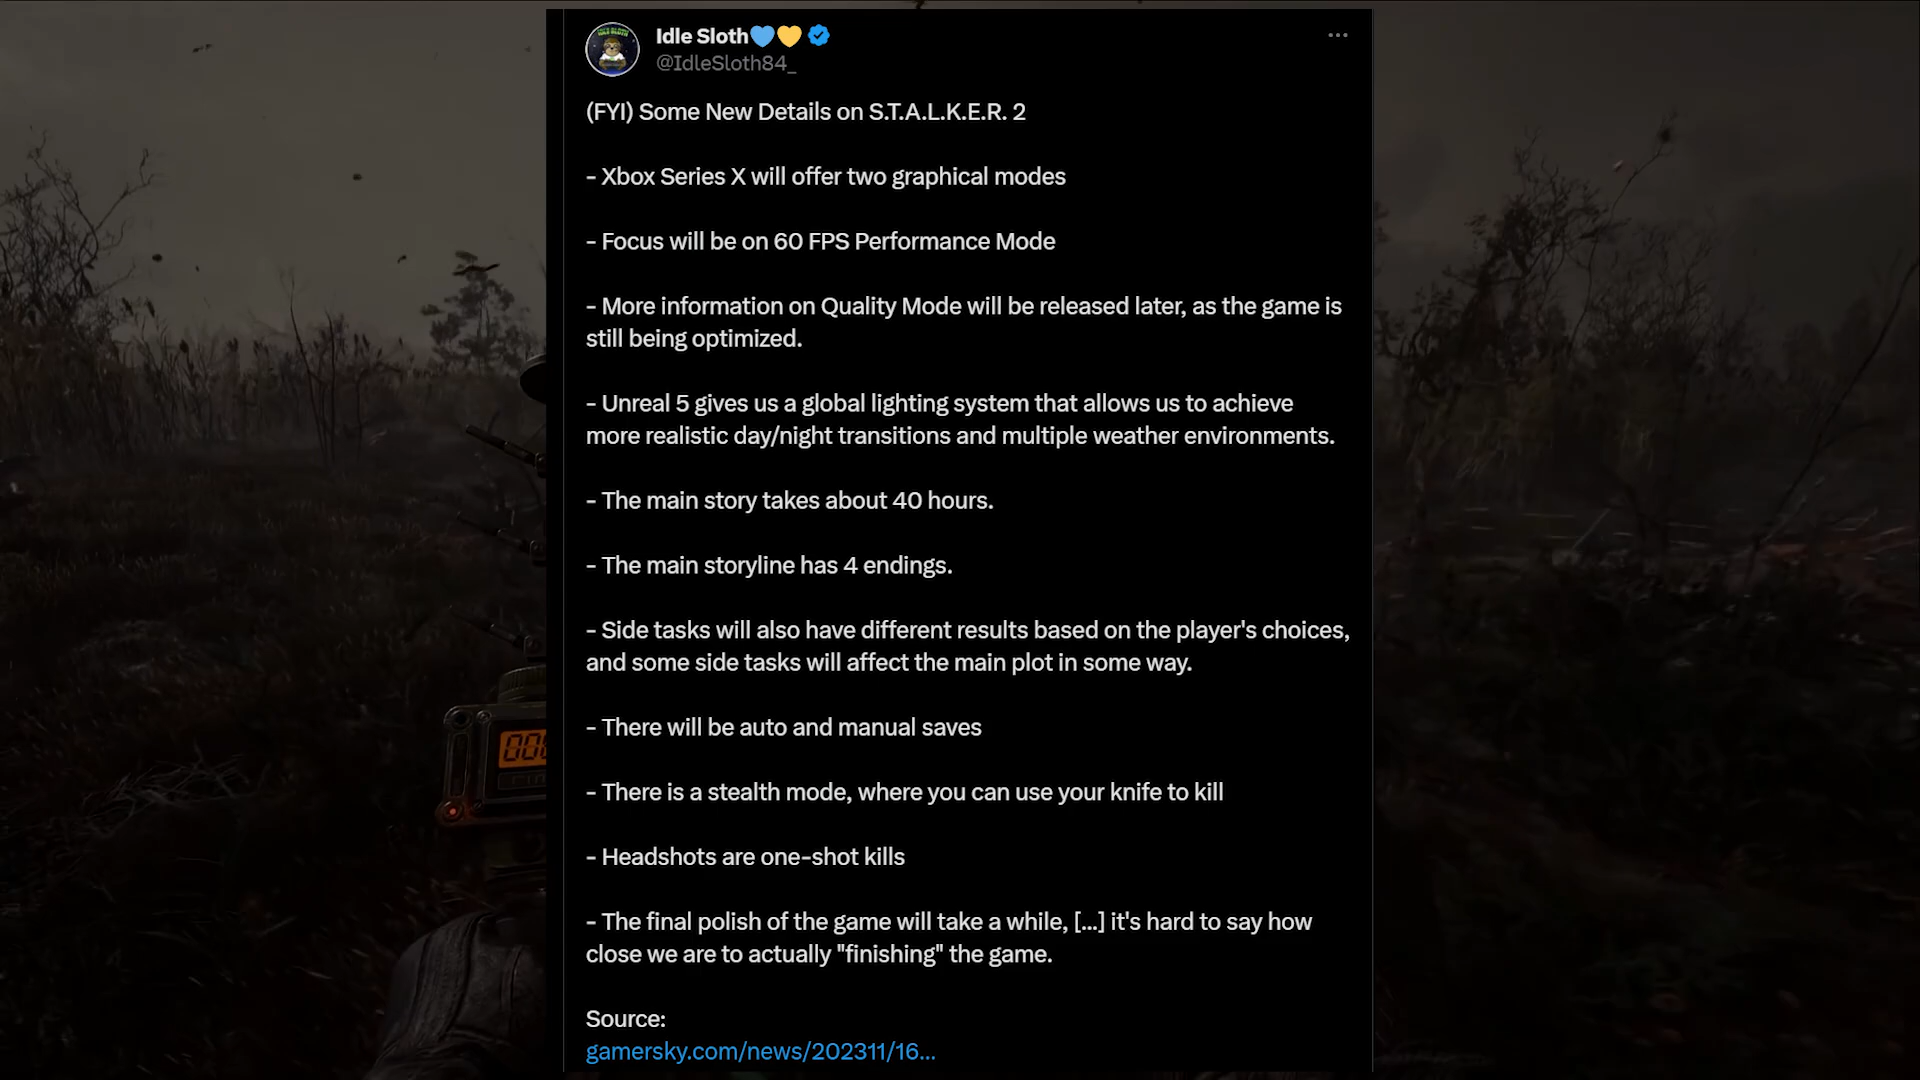 Idle Sloth💙💛
@IdleSloth84_
(FYI) Some New Details on S.T.A.L.K.E.R. 2
- Xbox Series X will offer two graphical modes
- Focus will be on 60 FPS Performance Mode
- More information on Quality Mode will be released later, as the game is
still being optimized.
- Unreal 5 gives us a global lighting system that allows us to achieve
more realistic day/night transitions and multiple weather environments.
- The main story takes about 40 hours.
- The main storyline has 4 endings.
- Side tasks will also have different results based on the player's choices,
and some side tasks will affect the main plot in some way.
- There will be auto and manual saves
- There is a stealth mode, where you can use your knife to kill
- Headshots are one-shot kills
- The final polish of the game will take a while, [...] it's hard to say how
close we are to actually "finishing" the game.
Source:
gamersky.com/news/202311/16...